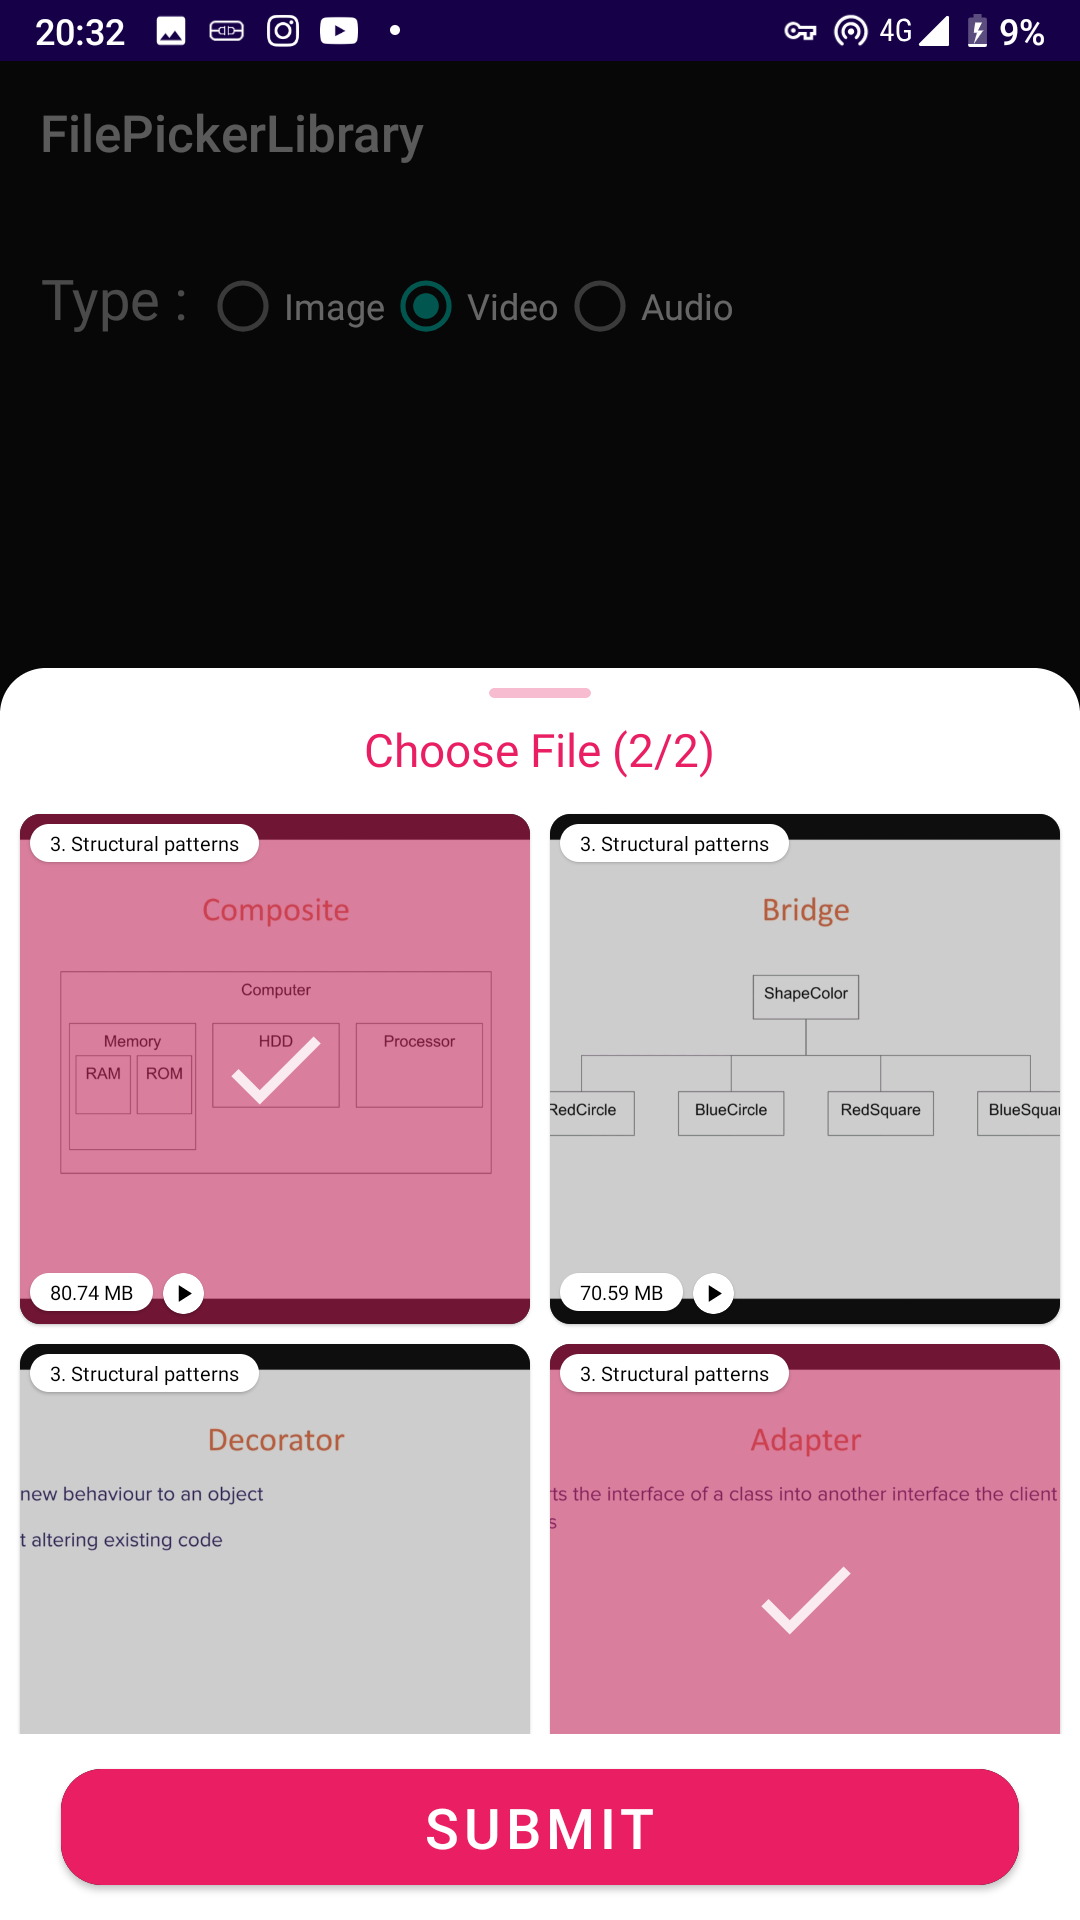 20:32 4G 9%
FilePickerLibrary
Type : Image Video Audio
Choose File (2/2)
3. Structural patterns
Composite
Computer
Memory HDD Processor
RAM ROM
80.74 MB
3. Structural patterns
Bridge
ShapeColor
RedCircle BlueCircle RedSquare BlueSquar
70.59 MB
3. Structural patterns
Decorator
new behaviour to an object
t altering existing code
3. Structural patterns
Adapter
ts the interface of a class into another interface the client
s
SUBMIT